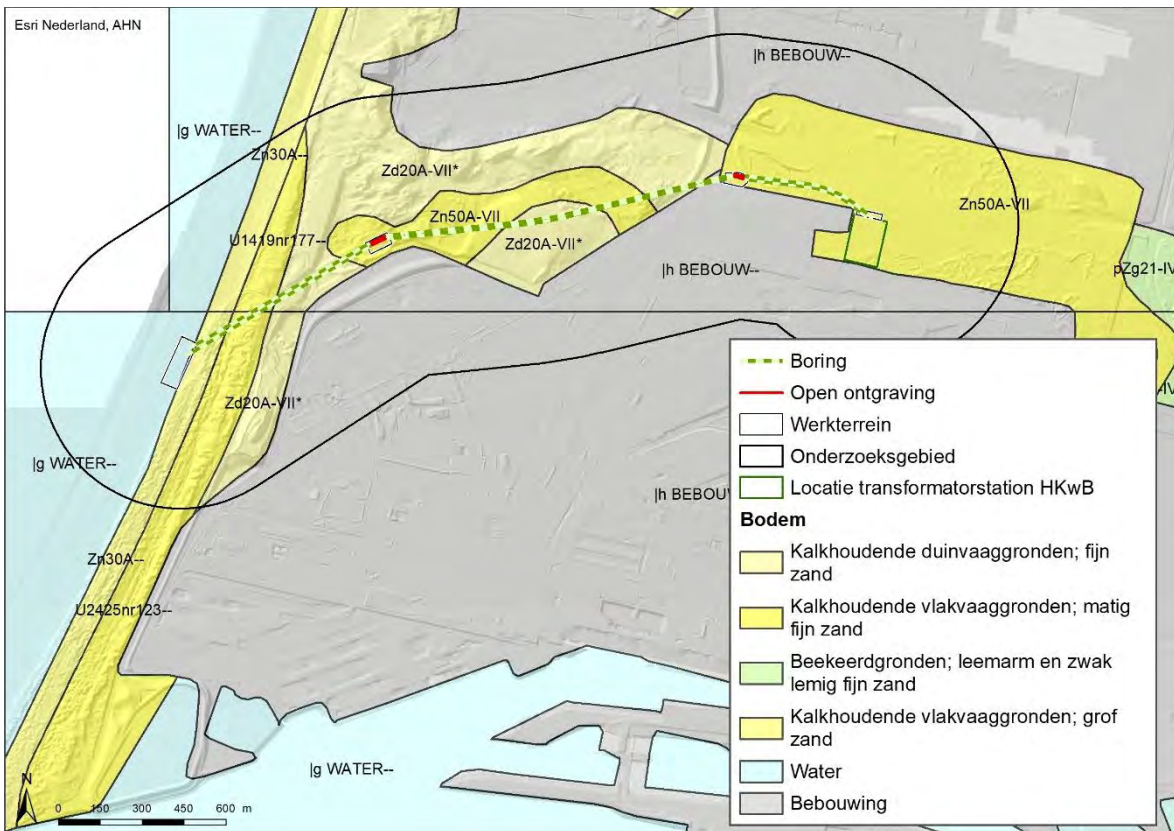 Esri Nederland, AHN
|h BEBOUW--
|g WATER--
Zn30A--
Zd20A-VII*
Zn50A-VII
Zn50A-VII
U1419nr177--
Zd20A-VII*
|h BEBOUW--
pZg21-IV
Zd20A-VII*
|g WATER--
|h BEBOUW
Zn30A--
U2425nr123--
|g WATER--
N
0 150 300 450 600 m
Boring
Open ontgraving
Werkterrein
Onderzoeksgebied
Locatie transformatorstation HKwB
Bodem
Kalkhoudende duinvaaggronden; fijn
zand
Kalkhoudende vlakvaaggronden; matig
fijn zand
Beekeerdgronden; leemarm en zwak
lemig fijn zand
Kalkhoudende vlakvaaggronden; grof
zand
Water
Bebouwing